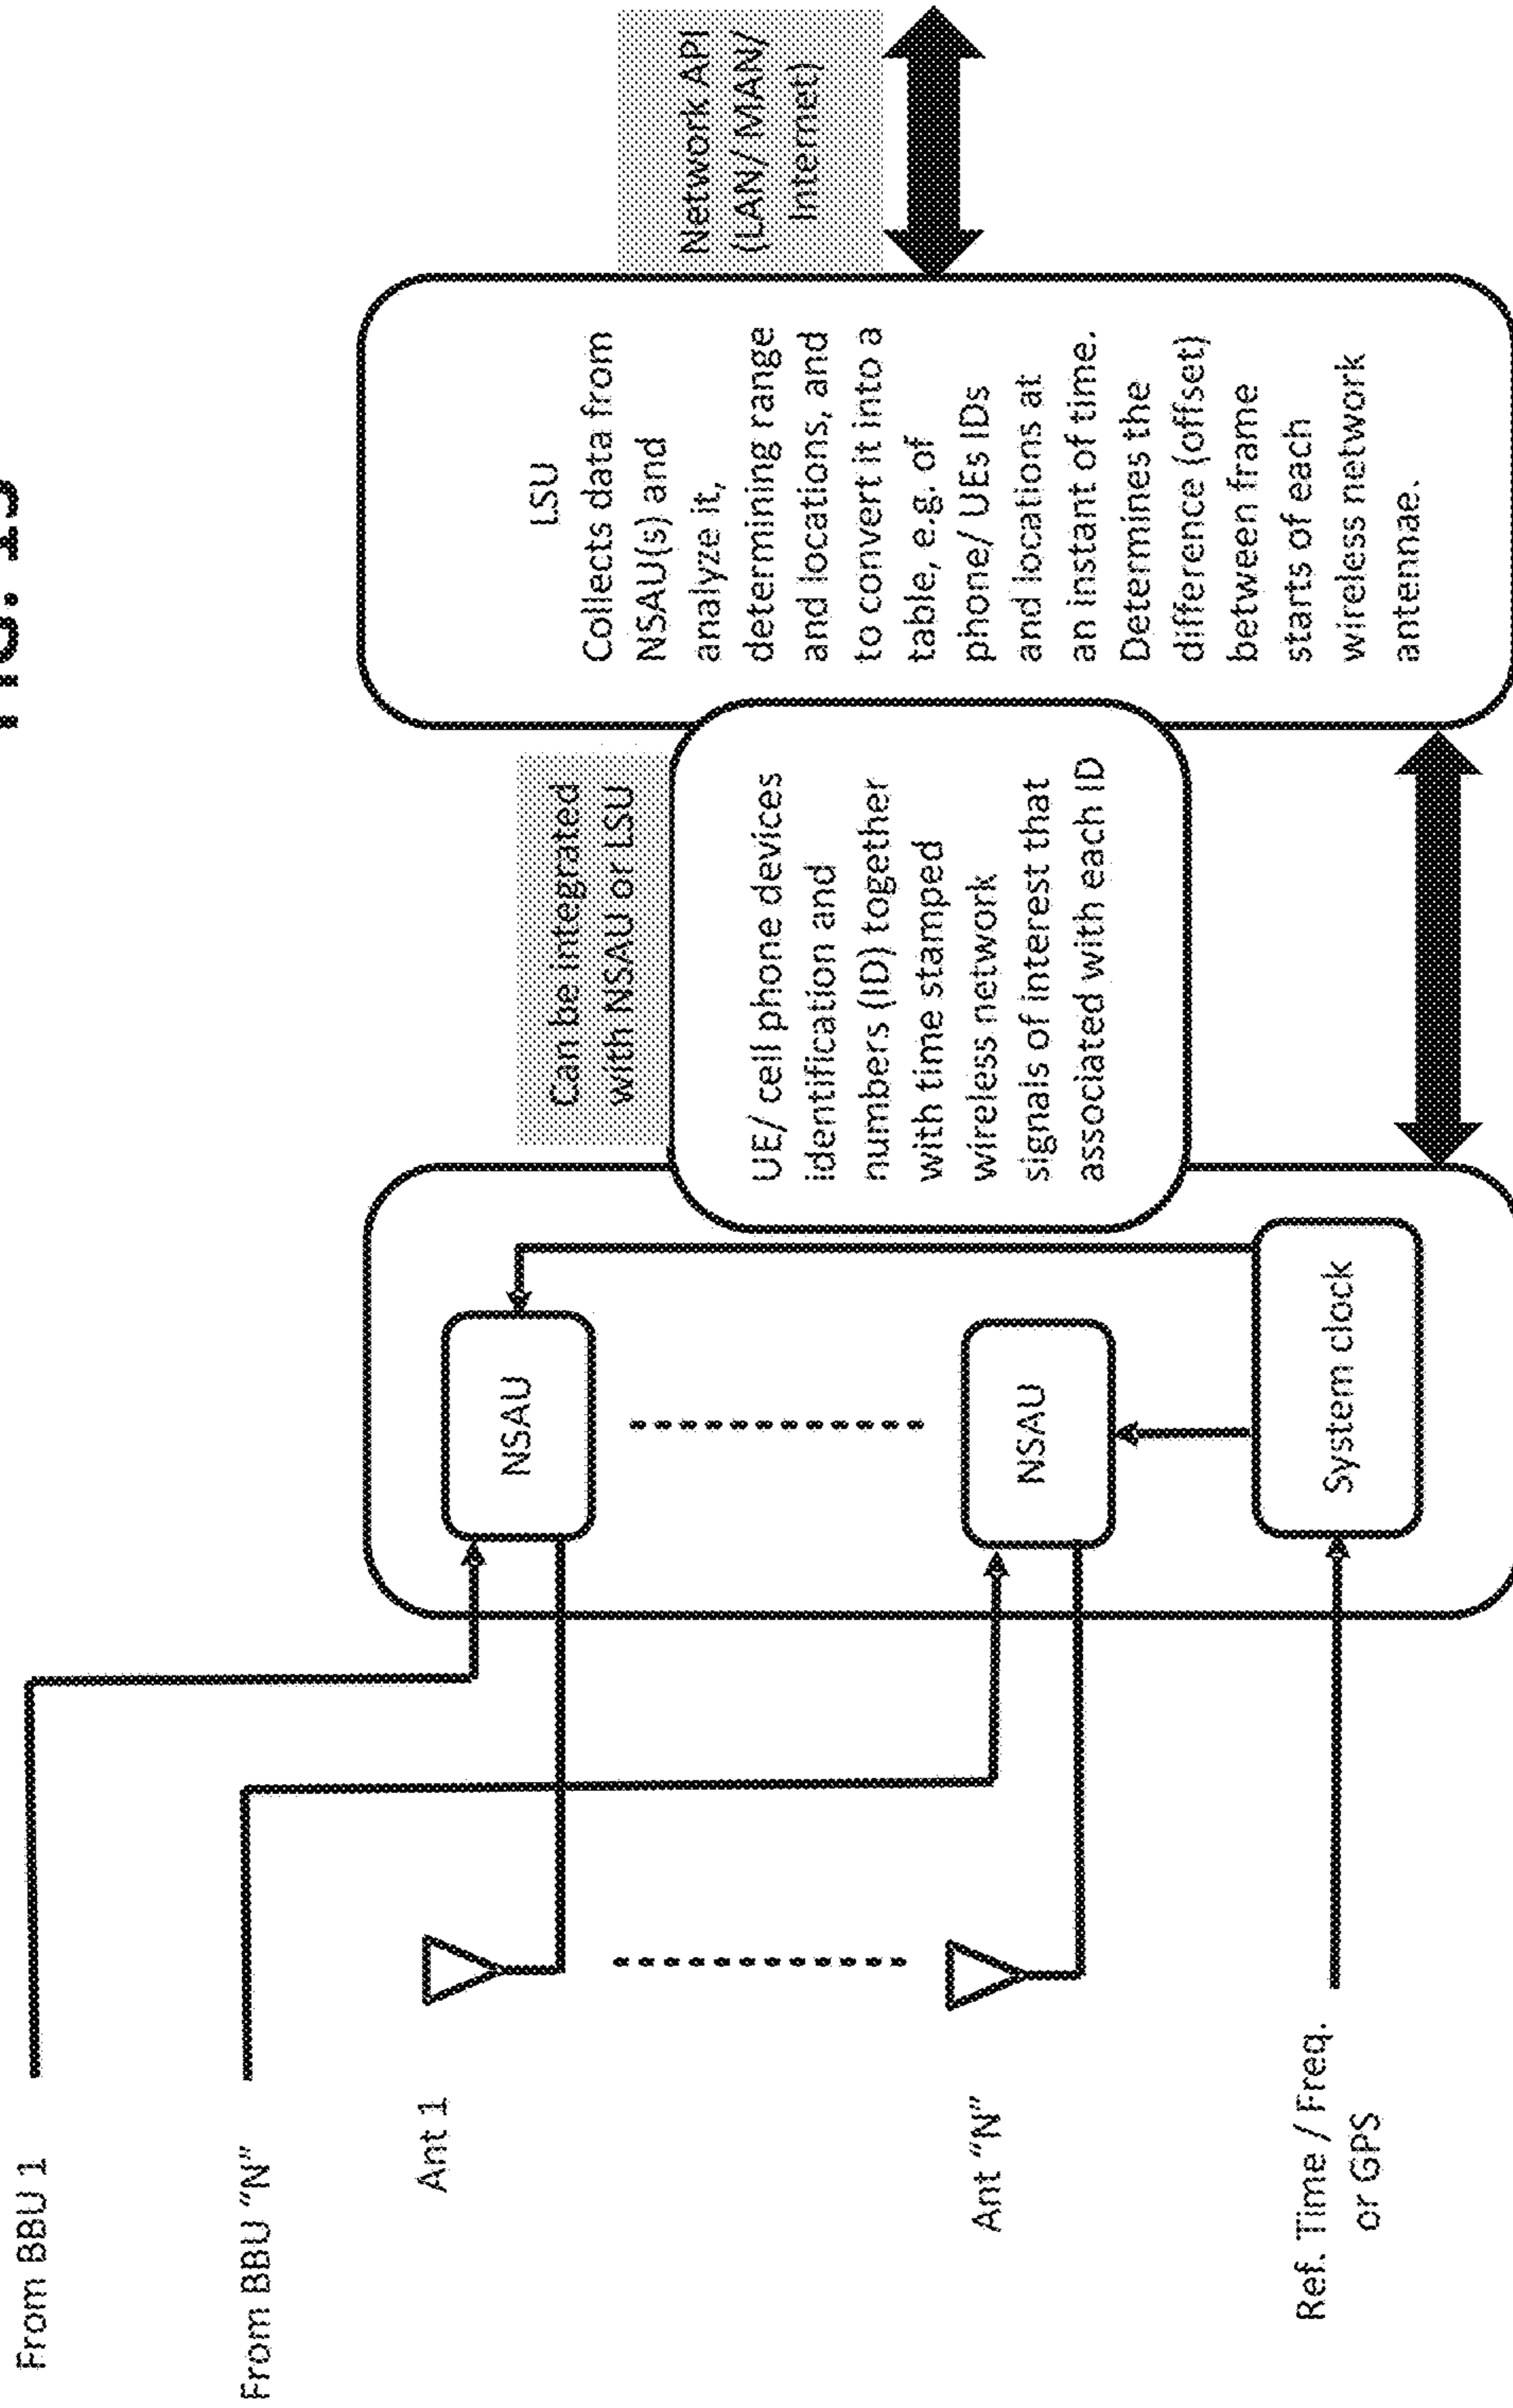 From BBU 1
From BBU “N”
Ant 1
Ant “N”
Ref. Time / Freq.
or GPS
NSAU
NSAU
System clock
Can be integrated
with NSAU or LSU
UE/ cell phone devices
identification and
numbers (ID) together
with time stamped
wireless network
signals of interest that
associated with each ID
LSU
Collects data from
NSAU(s) and
analyze it,
determining range
and locations, and
to convert it into a
table, e.g. of
phone/ UEs IDs
and locations at
an instant of time.
Determines the
difference (offset)
between frame
starts of each
wireless network
antennae.
Network API
(LAN/ MAN/
Internet)